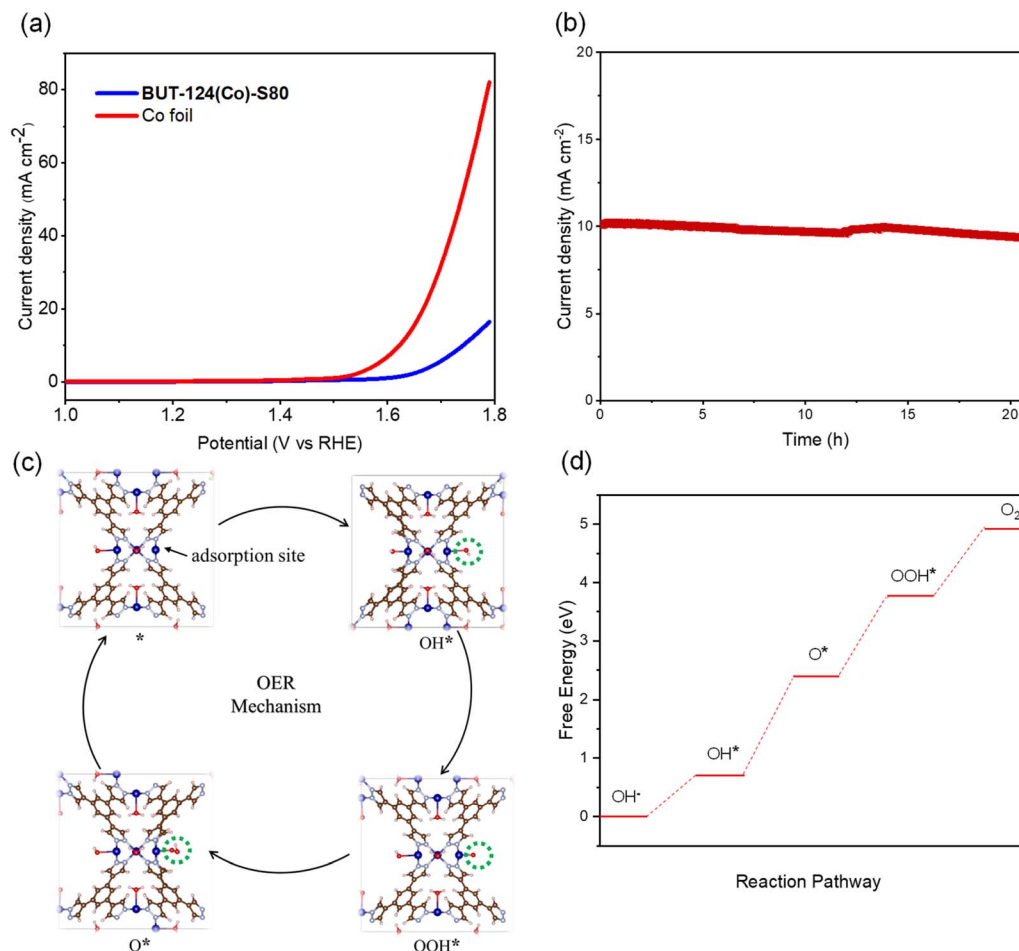 (a)
80
60
40
20
0
Current density (mA cm-2)
BUT-124(Co)-S80
Co foil
1.0 1.2 1.4 1.6 1.8
Potential (V vs RHE)
(b)
20
15
10
5
0
Current density (mA cm-2)
0 5 10 15 20
Time (h)
(c)
adsorption site
*
OH*
OER
Mechanism
O*
OOH*
(d)
5
4
3
2
1
0
Free Energy (eV)
OH-
OH*
O*
OOH*
O2
Reaction Pathway